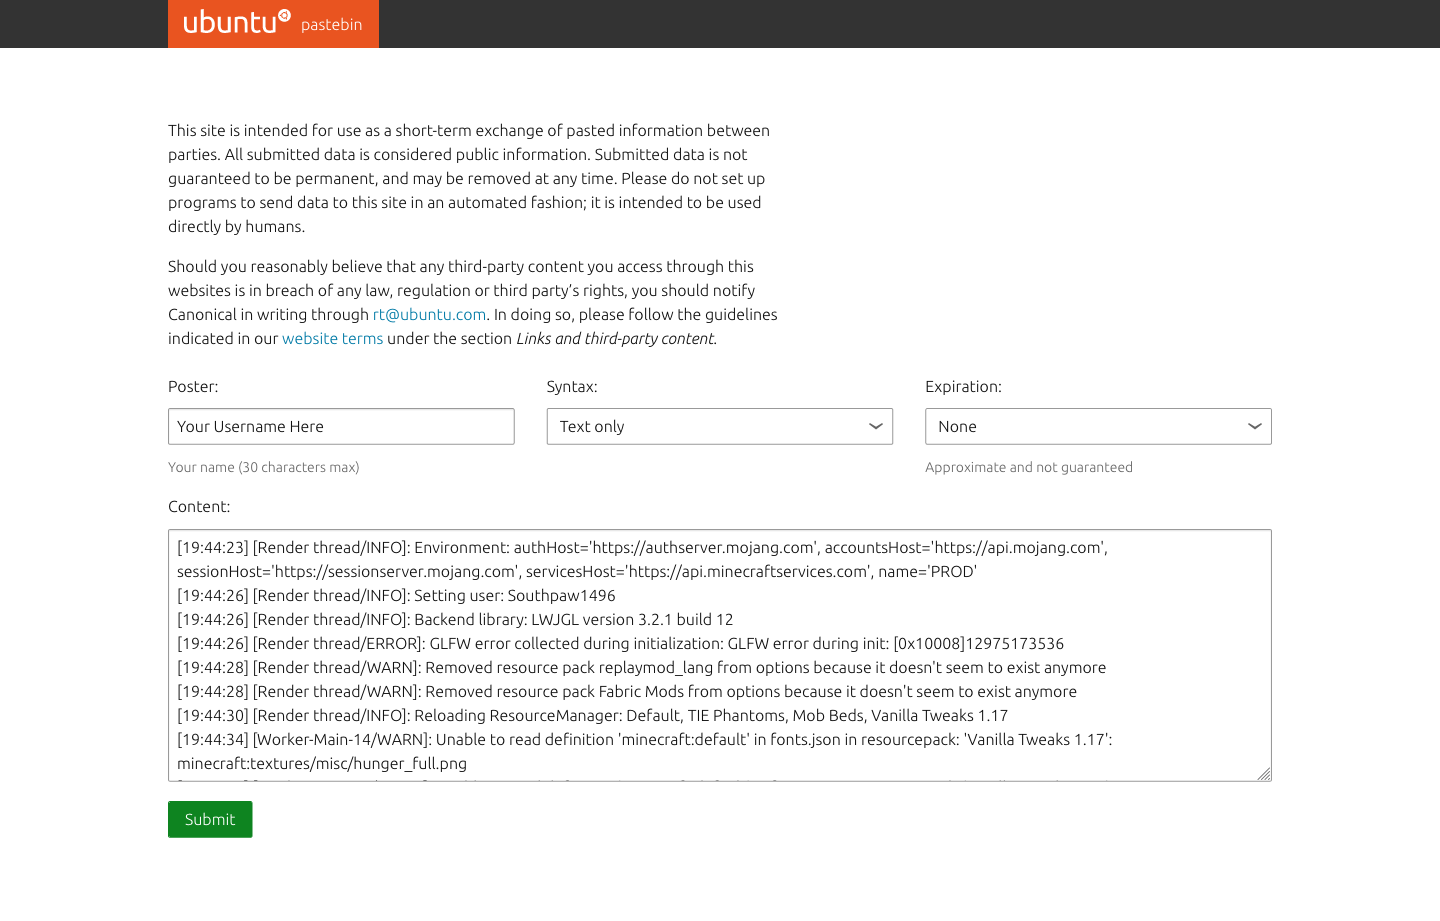 ubuntu pastebin
This site is intended for use as a short-term exchange of pasted information between
parties. All submitted data is considered public information. Submitted data is not
guaranteed to be permanent, and may be removed at any time. Please do not set up
programs to send data to this site in an automated fashion; it is intended to be used
directly by humans.
Should you reasonably believe that any third-party content you access through this
websites is in breach of any law, regulation or third party’s rights, you should notify
Canonical in writing through rt@ubuntu.com. In doing so, please follow the guidelines
indicated in our website terms under the section Links and third-party content.
Poster: Syntax: Expiration:
Your Username Here Text only None
Your name (30 characters max) Approximate and not guaranteed
Content:
[19:44:23] [Render thread/INFO]: Environment: authHost='https://authserver.mojang.com', accountsHost='https://api.mojang.com',
sessionHost='https://sessionserver.mojang.com', servicesHost='https://api.minecraftservices.com', name='PROD'
[19:44:26] [Render thread/INFO]: Setting user: Southpaw1496
[19:44:26] [Render thread/INFO]: Backend library: LWJGL version 3.2.1 build 12
[19:44:26] [Render thread/ERROR]: GLFW error collected during initialization: GLFW error during init: [0x10008]12975173536
[19:44:28] [Render thread/WARN]: Removed resource pack replaymod_lang from options because it doesn't seem to exist anymore
[19:44:28] [Render thread/WARN]: Removed resource pack Fabric Mods from options because it doesn't seem to exist anymore
[19:44:30] [Render thread/INFO]: Reloading ResourceManager: Default, TIE Phantoms, Mob Beds, Vanilla Tweaks 1.17
[19:44:34] [Worker-Main-14/WARN]: Unable to read definition 'minecraft:default' in fonts.json in resourcepack: 'Vanilla Tweaks 1.17':
minecraft:textures/misc/hunger_full.png
Submit